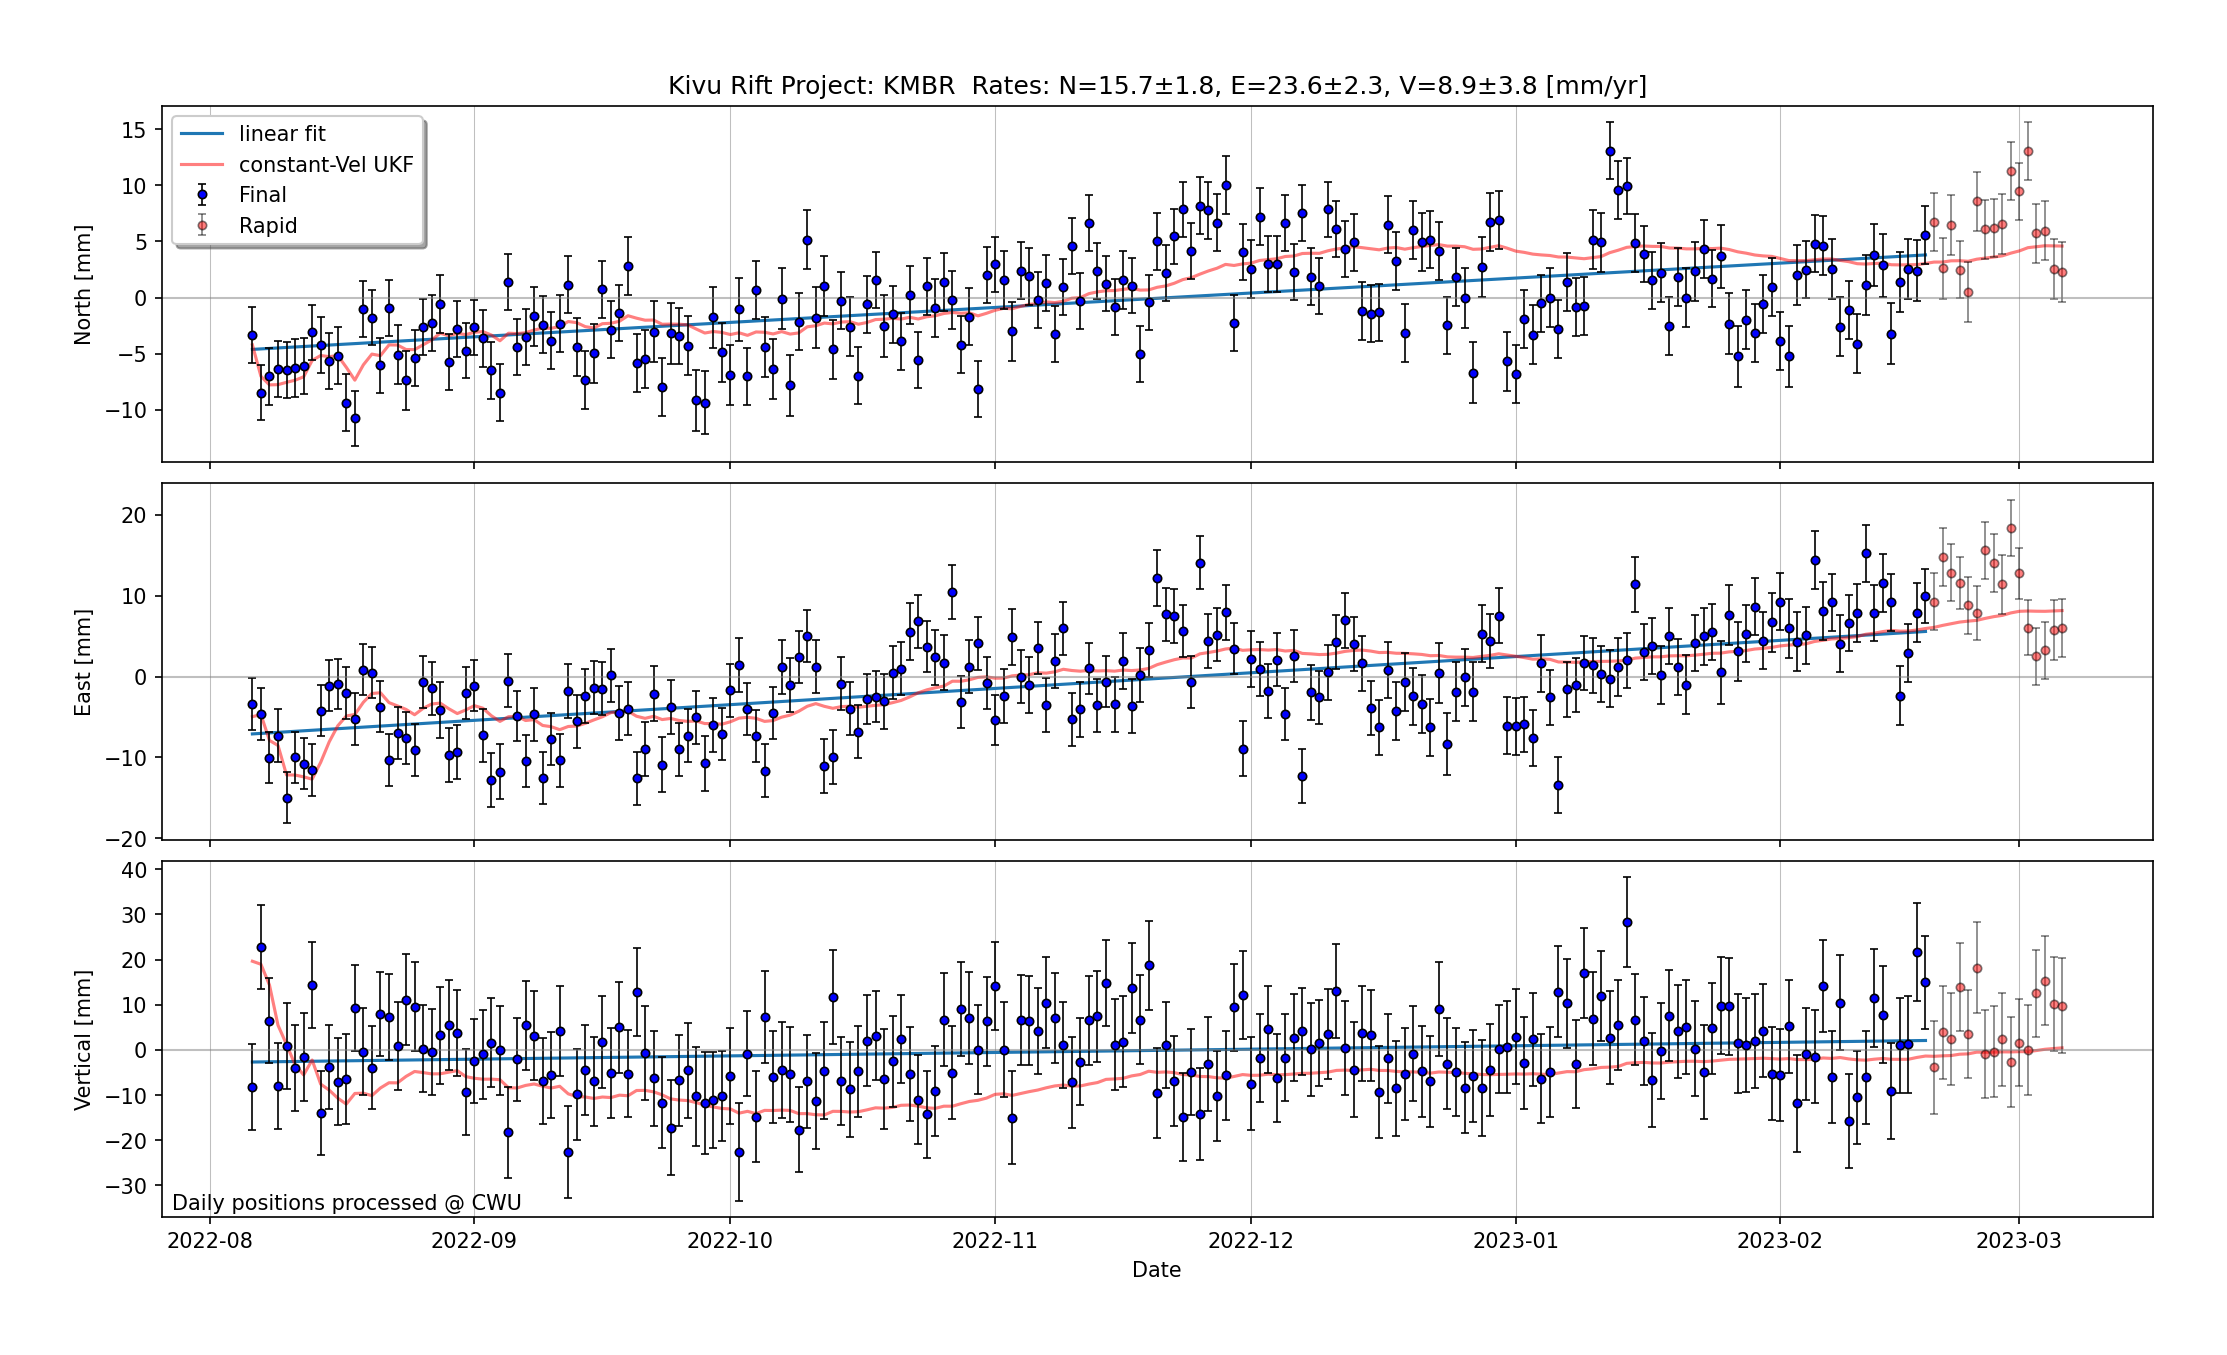 Kivu Rift Project: KMBR  Rates: N=15.7±1.8, E=23.6±2.3, V=8.9±3.8 [mm/yr]
linear fit
constant-Vel UKF
Final
Rapid
North [mm]
15
10
5
0
−5
−10
East [mm]
20
10
0
−10
−20
Vertical [mm]
40
30
20
10
0
−10
−20
−30
Daily positions processed @ CWU
2022-08 2022-09 2022-10 2022-11 2022-12 2023-01 2023-02 2023-03
Date